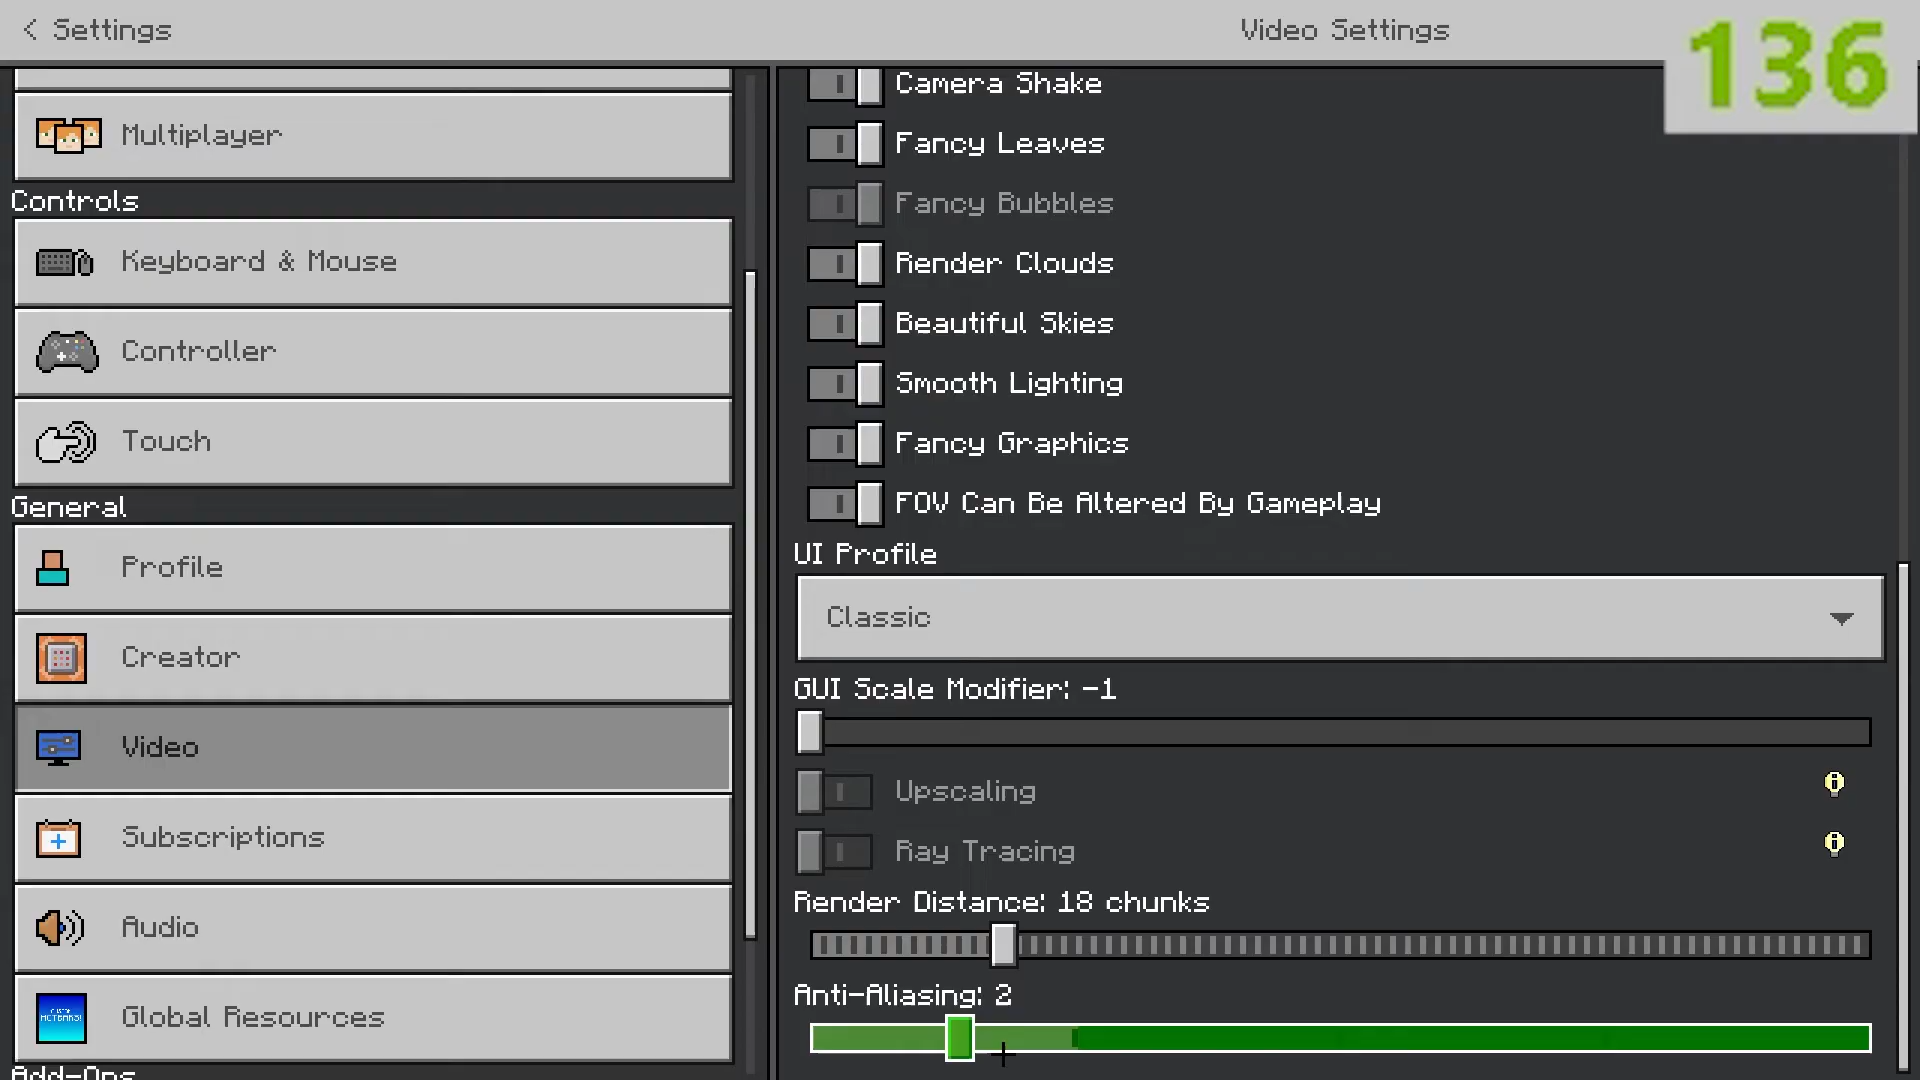 Settings
Video Settings
136
Multiplayer
Controls
Keyboard & Mouse
Controller
Touch
General
Profile
Creator
Video
Subscriptions
Audio
Global Resources
Add-Ons
Camera Shake
Fancy Leaves
Fancy Bubbles
Render Clouds
Beautiful Skies
Smooth Lighting
Fancy Graphics
FOV Can Be Altered By Gameplay
UI Profile
Classic
GUI Scale Modifier: -1
Upscaling
Ray Tracing
Render Distance: 18 chunks
Anti-Aliasing: 2